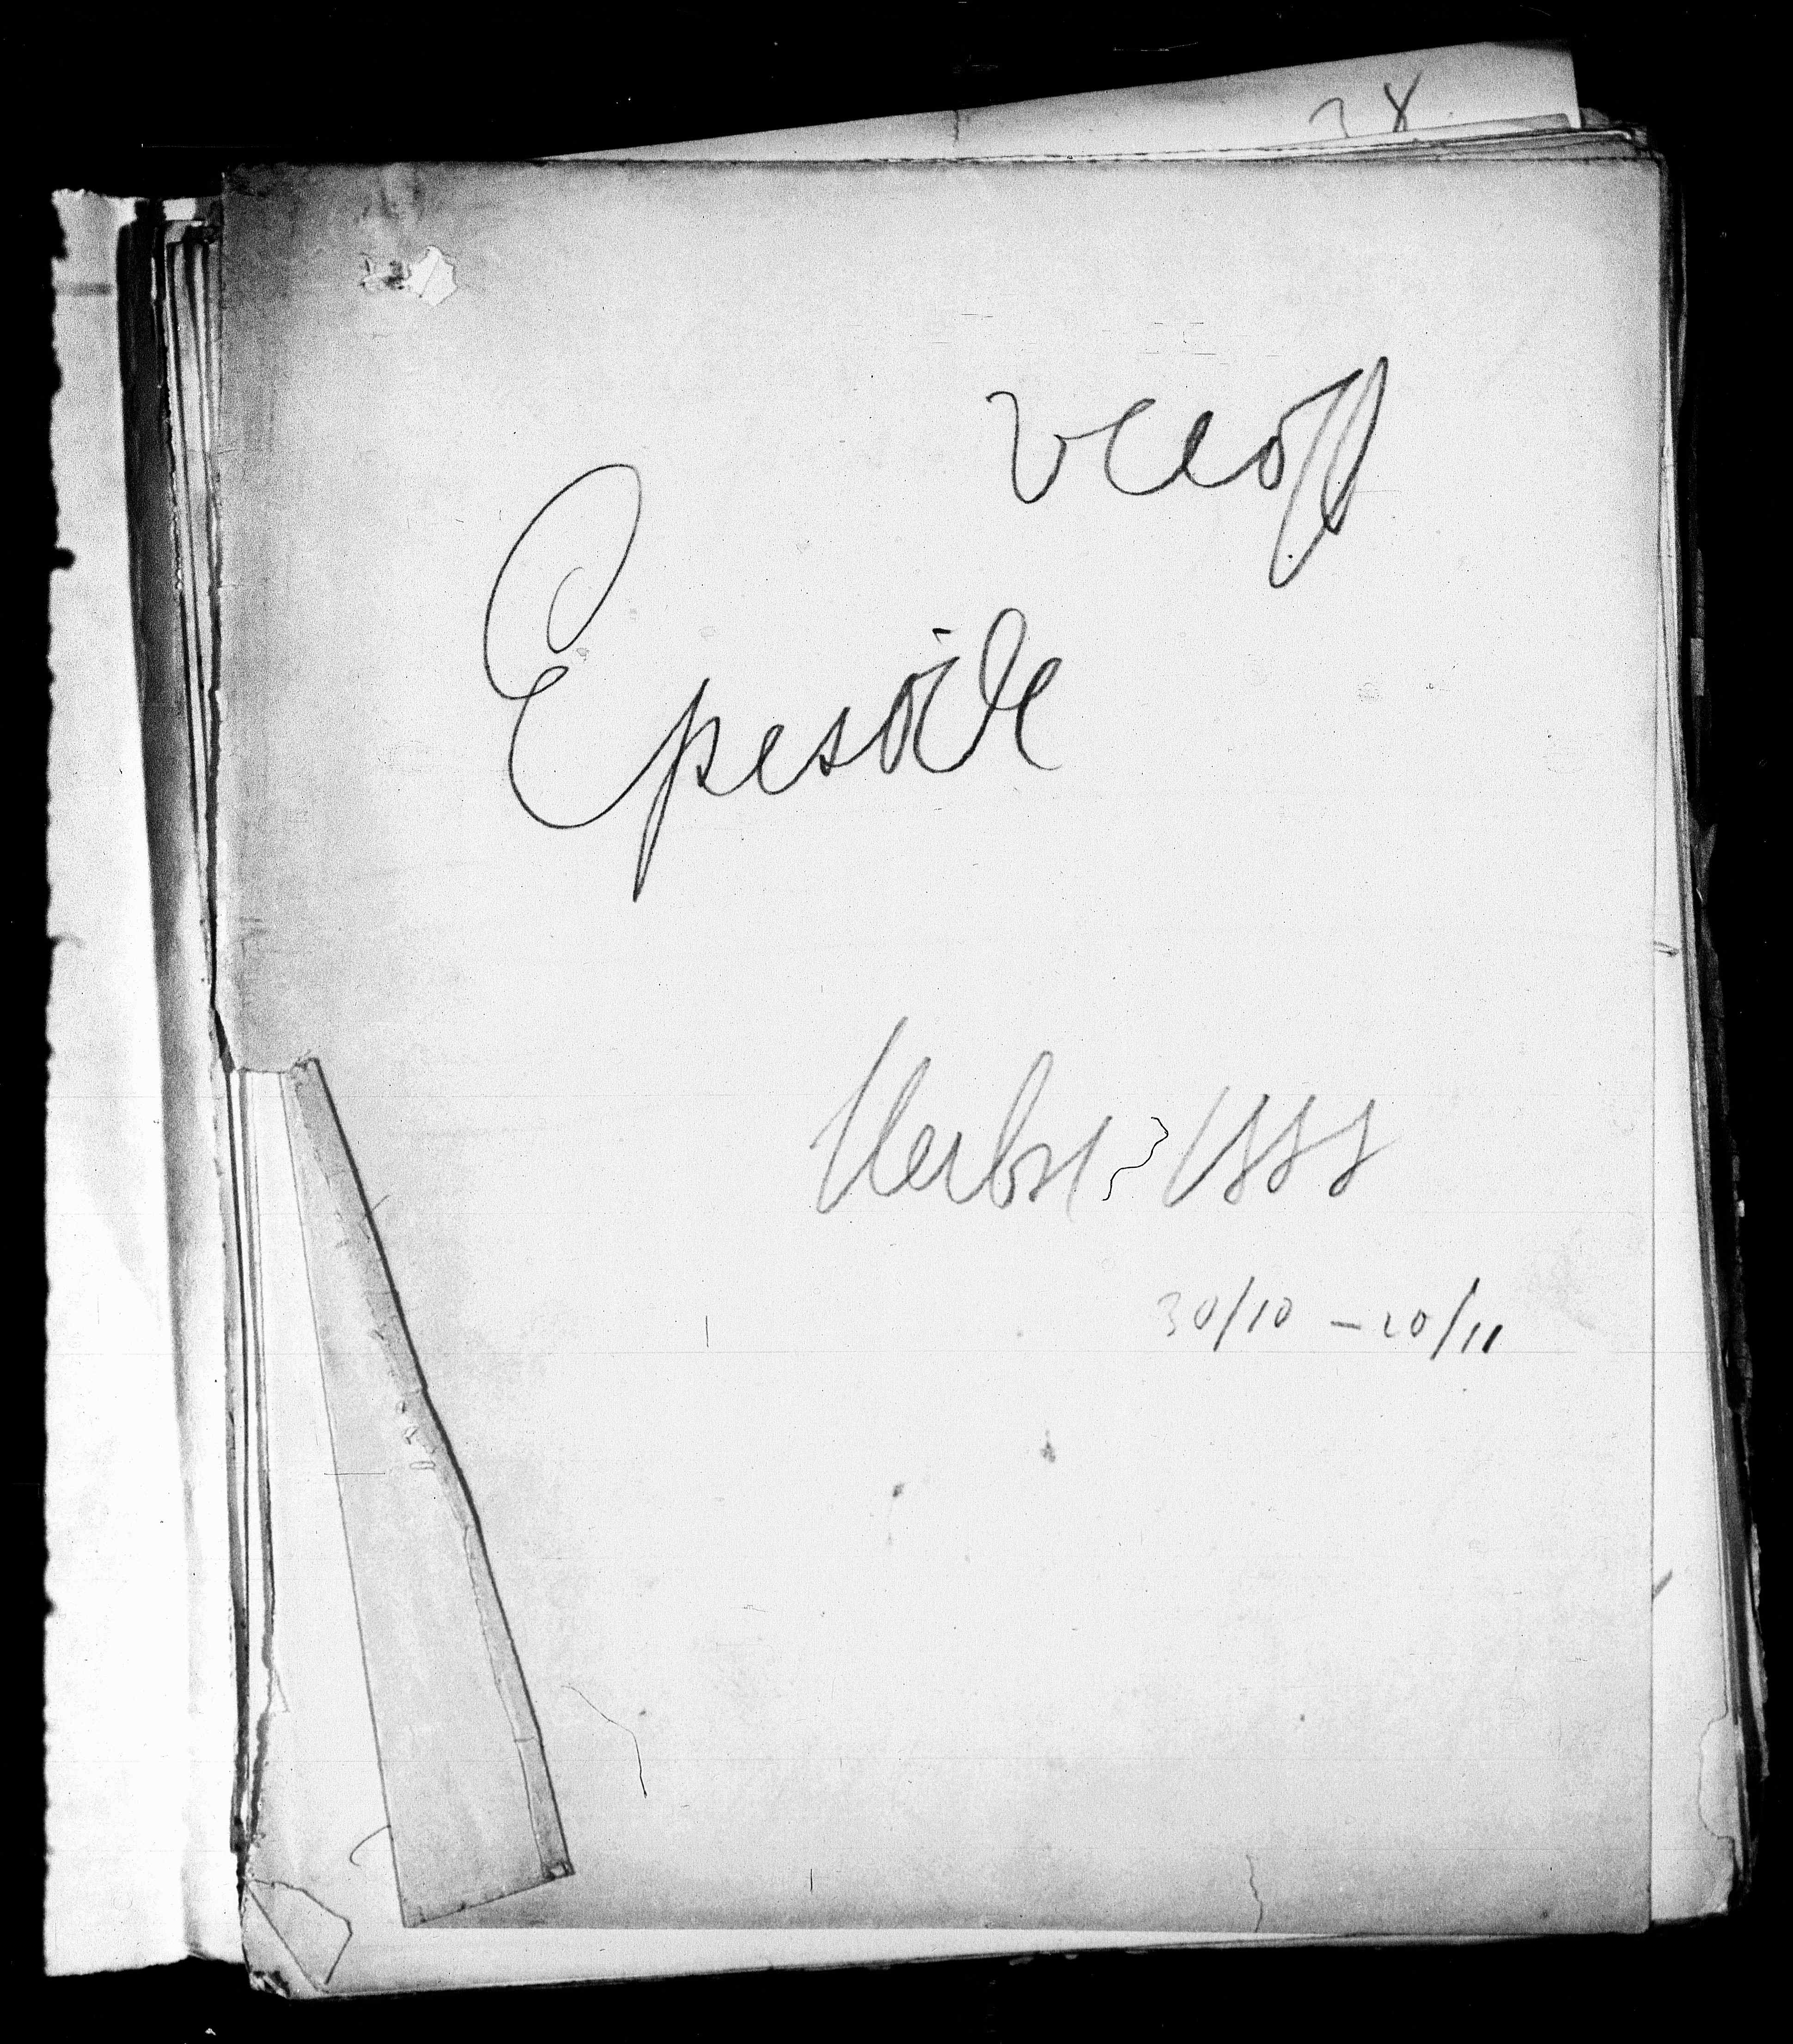 Episode
Herbst 1888
30/10 – 20/11